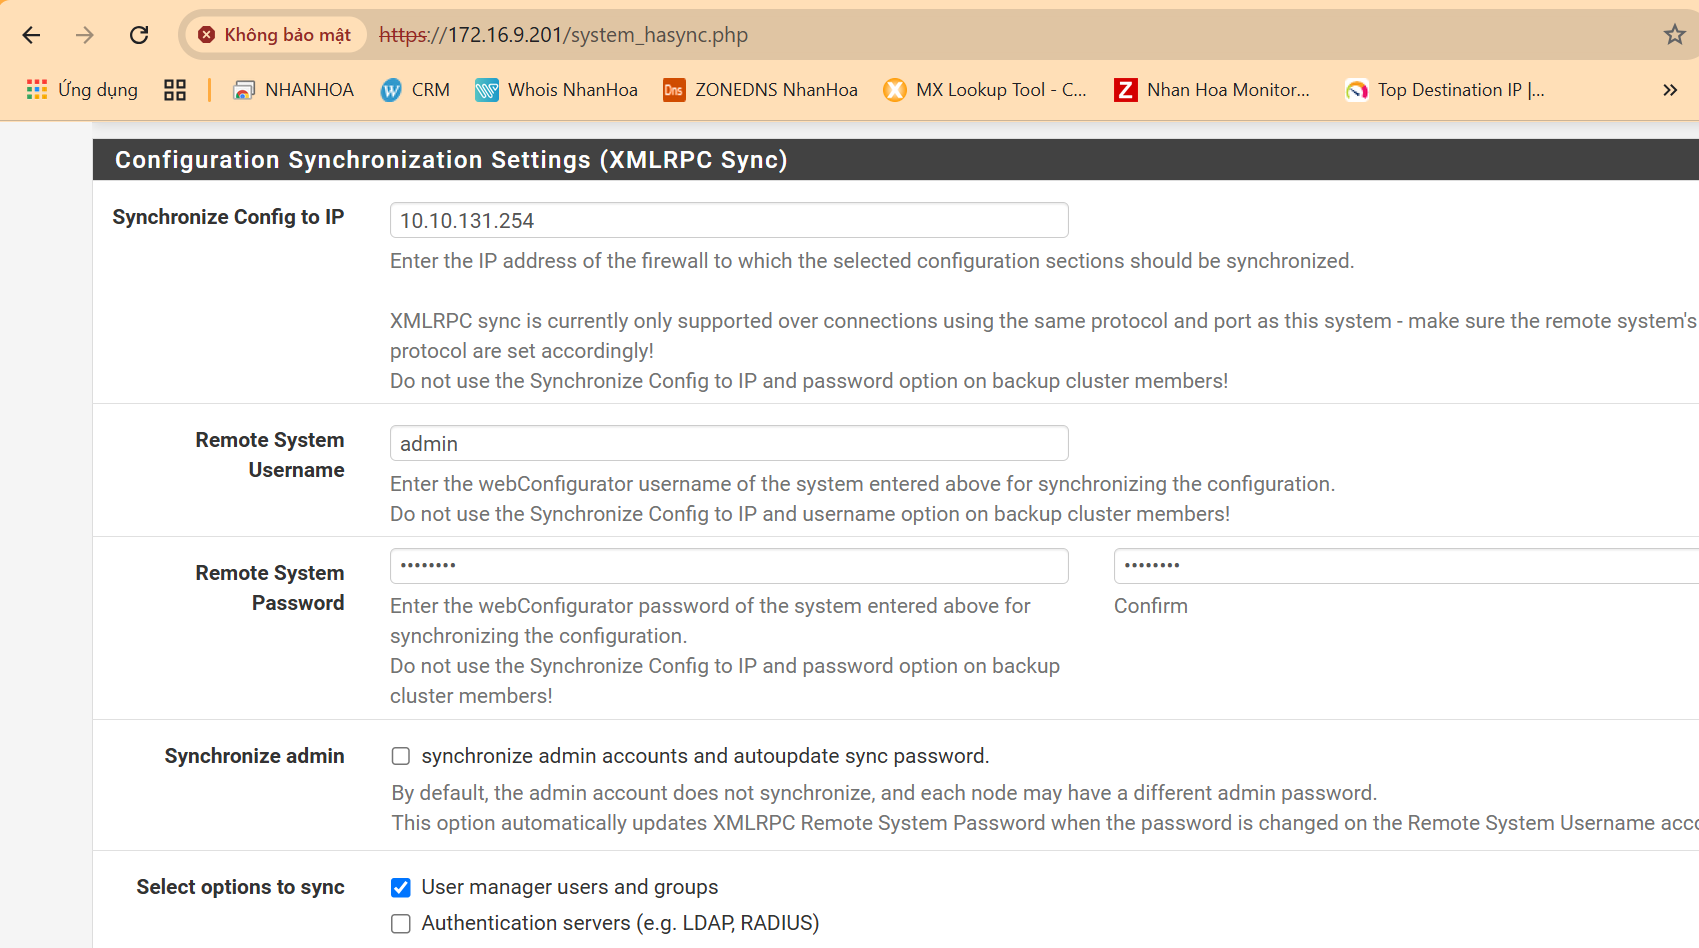 Không bảo mật
https://172.16.9.201/system_hasync.php
Ứng dụng
NHANHOA
CRM
Whois NhanHoa
Dns
ZONEDNS NhanHoa
MX Lookup Tool - C...
Z
Nhan Hoa Monitor...
Top Destination IP |...
Configuration Synchronization Settings (XMLRPC Sync)
Synchronize Config to IP
10.10.131.254
Enter the IP address of the firewall to which the selected configuration sections should be synchronized.
XMLRPC sync is currently only supported over connections using the same protocol and port as this system - make sure the remote system's
protocol are set accordingly!
Do not use the Synchronize Config to IP and password option on backup cluster members!
Remote System
Username
admin
Enter the webConfigurator username of the system entered above for synchronizing the configuration.
Do not use the Synchronize Config to IP and username option on backup cluster members!
Remote System
Password
••••••••
••••••••
Enter the webConfigurator password of the system entered above for
synchronizing the configuration.
Do not use the Synchronize Config to IP and password option on backup
cluster members!
Confirm
Synchronize admin
synchronize admin accounts and autoupdate sync password.
By default, the admin account does not synchronize, and each node may have a different admin password.
This option automatically updates XMLRPC Remote System Password when the password is changed on the Remote System Username acc
Select options to sync
User manager users and groups
Authentication servers (e.g. LDAP, RADIUS)